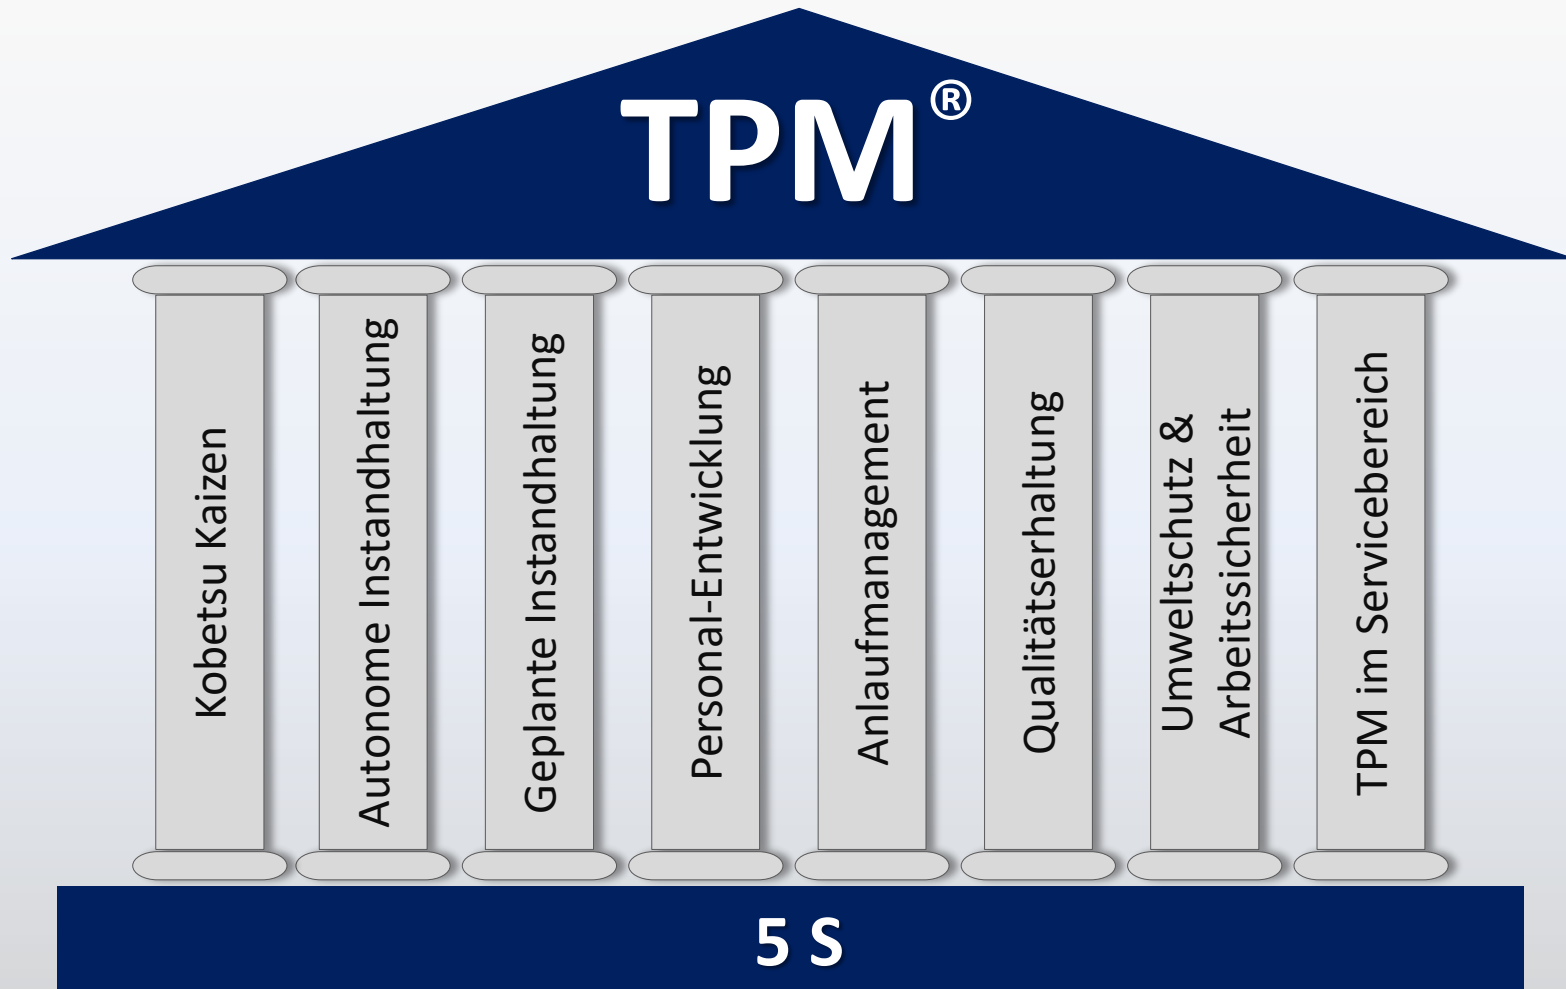 TPM®
Kobetsu Kaizen
Autonome Instandhaltung
Geplante Instandhaltung
Personal-Entwicklung
Anlaufmanagement
Qualitätserhaltung
Umweltschutz &
Arbeitssicherheit
TPM im Servicebereich
5 S